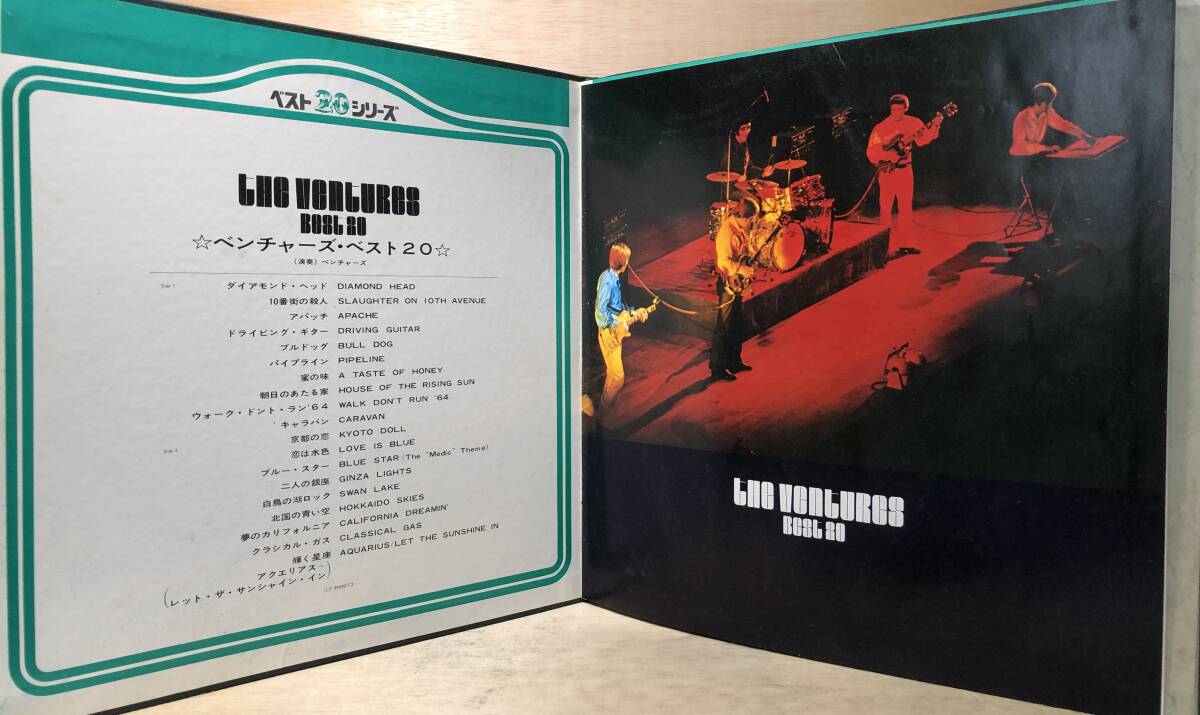 ベスト20シリーズ
the ventures
Best 20
☆ベンチャーズ・ベスト20☆
(演奏) ベンチャーズ
Side 1
ダイアモンド・ヘッド DIAMOND HEAD
10番街の殺人 SLAUGHTER ON 10TH AVENUE
アパッチ APACHE
ドライビング・ギター DRIVING GUITAR
ブルドッグ BULL DOG
パイプライン PIPELINE
蜜の味 A TASTE OF HONEY
朝日のあたる家 HOUSE OF THE RISING SUN
ウォーク・ドント・ラン'64 WALK DON'T RUN '64
キャラバン CARAVAN
京都の恋 KYOTO DOLL
恋は水色 LOVE IS BLUE
ブルー・スター BLUE STAR (The "Medic" Theme)
二人の銀座 GINZA LIGHTS
白鳥の湖ロック SWAN LAKE
北国の青い空 HOKKAIDO SKIES
夢のカリフォルニア CALIFORNIA DREAMIN'
クラシカル・ガス CLASSICAL GAS
輝く星座 AQUARIUS/LET THE SUNSHINE IN
アクエリアス—
(レット・ザ・サンシャイン・イン)
the ventures
Best 20